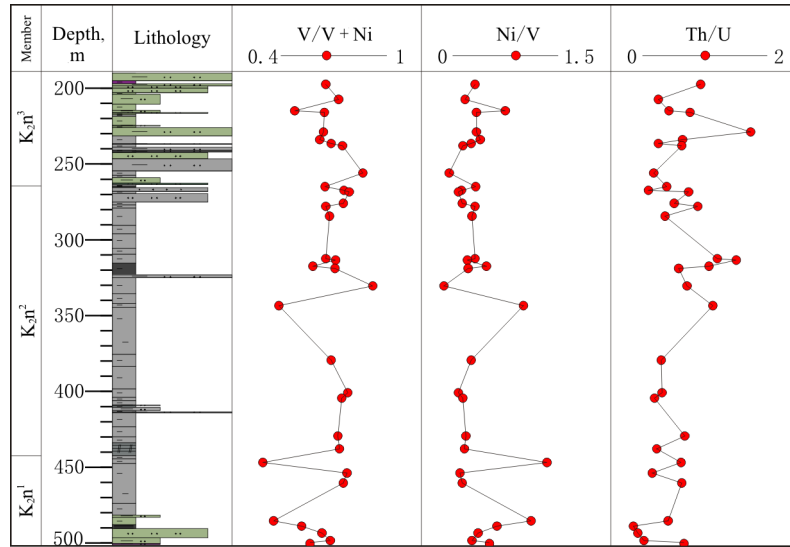 Member
Depth, m
Lithology
V/V + Ni
0.4 1
Ni/V
0 1.5
Th/U
0 2
K₂n³
K₂n²
K₂n¹
200
250
300
350
400
450
500